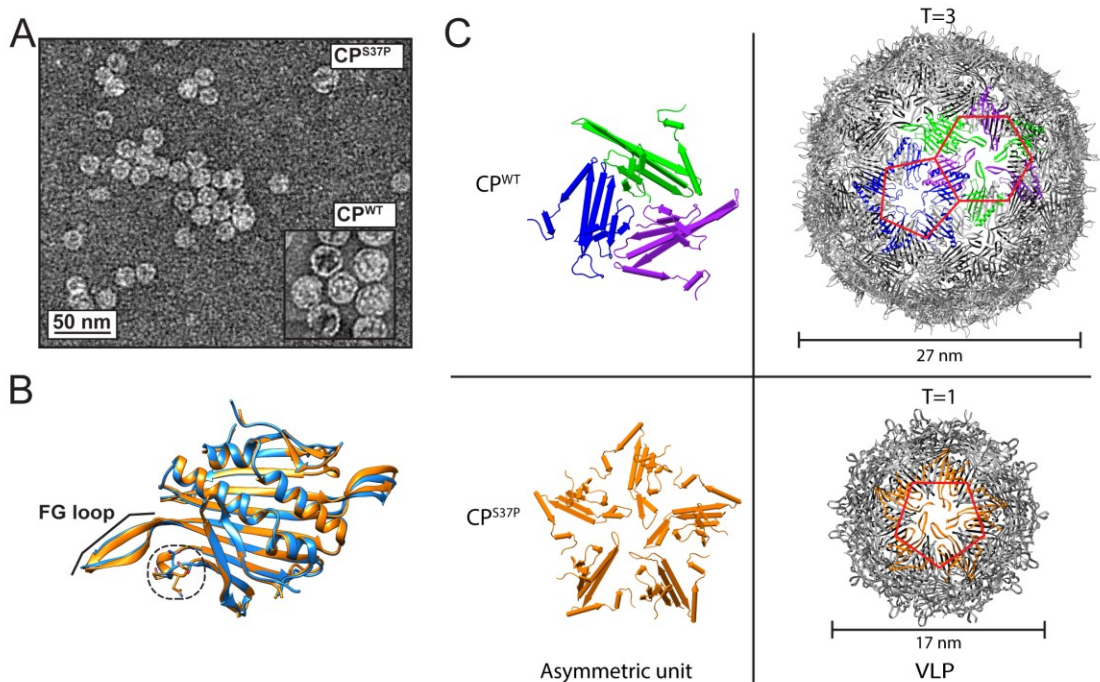 A
CP^S37P
CP^WT
50 nm
B
FG loop
C
T=3
CP^WT
27 nm
T=1
CP^S37P
17 nm
Asymmetric unit
VLP